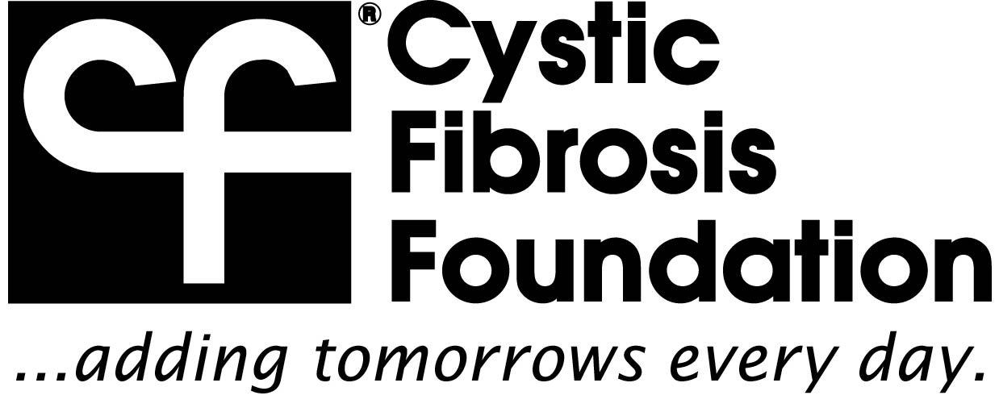 cf® Cystic
Fibrosis
Foundation
...adding tomorrows every day.